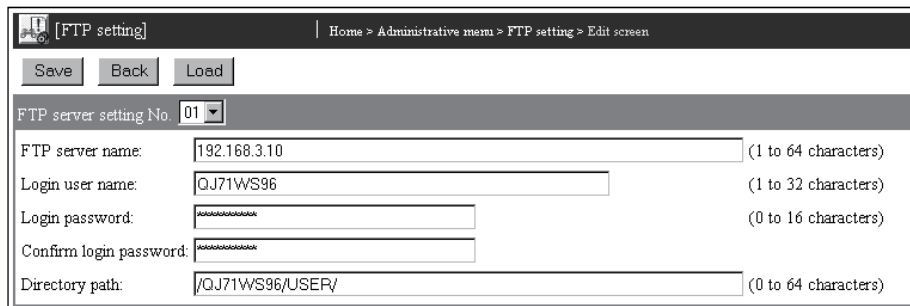 [FTP setting] Home > Administrative menu > FTP setting > Edit screen
Save Back Load
FTP server setting No. 01
FTP server name: 192.168.3.10 (1 to 64 characters)
Login user name: QJ71WS96 (1 to 32 characters)
Login password: *********** (0 to 16 characters)
Confirm login password: ***********
Directory path: /QJ71WS96/USER/ (0 to 64 characters)